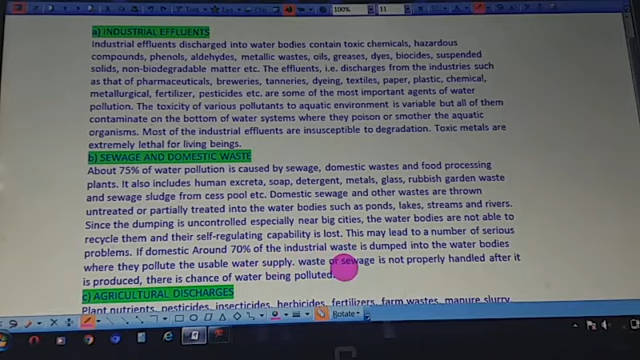 100%
11
a) INDUSTRIAL EFFLUENTS
Industrial effluents discharged into water bodies contain toxic chemicals, hazardous
compounds, phenols, aldehydes, metallic wastes, oils, greases, dyes, biocides, suspended
solids, non-biodegradable matter etc. The effluents, i.e. discharges from the industries such
as that of pharmaceuticals, breweries, tanneries, dyeing, textiles, paper, plastic, chemical,
metallurgical, fertilizer, pesticides etc. are some of the most important agents of water
pollution. The toxicity of various pollutants to aquatic environment is variable but all of them
contaminate on the bottom of water systems where they poison or smother the aquatic
organisms. Most of the industrial effluents are insusceptible to degradation. Toxic metals are
extremely lethal for living beings.
b) SEWAGE AND DOMESTIC WASTE
About 75% of water pollution is caused by sewage, domestic wastes and food processing
plants. It also includes human excreta, soap, detergent, metals, glass, rubbish garden waste
and sewage sludge from cess pool etc. Domestic sewage and other wastes are thrown
untreated or partially treated into the water bodies such as ponds, lakes, streams and rivers.
Since the dumping is uncontrolled especially near big cities, the water bodies are not able to
recycle them and their self-regulating capability is lost. This may lead to a number of serious
problems. If domestic Around 70% of the industrial waste is dumped into the water bodies
where they pollute the usable water supply. waste or sewage is not properly handled after it
is produced, there is chance of water being polluted.
c) AGRICULTURAL DISCHARGES
Plant nutrients, pesticides, insecticides, herbicides, fertilizers, farm wastes, manure slurry,
Rotate